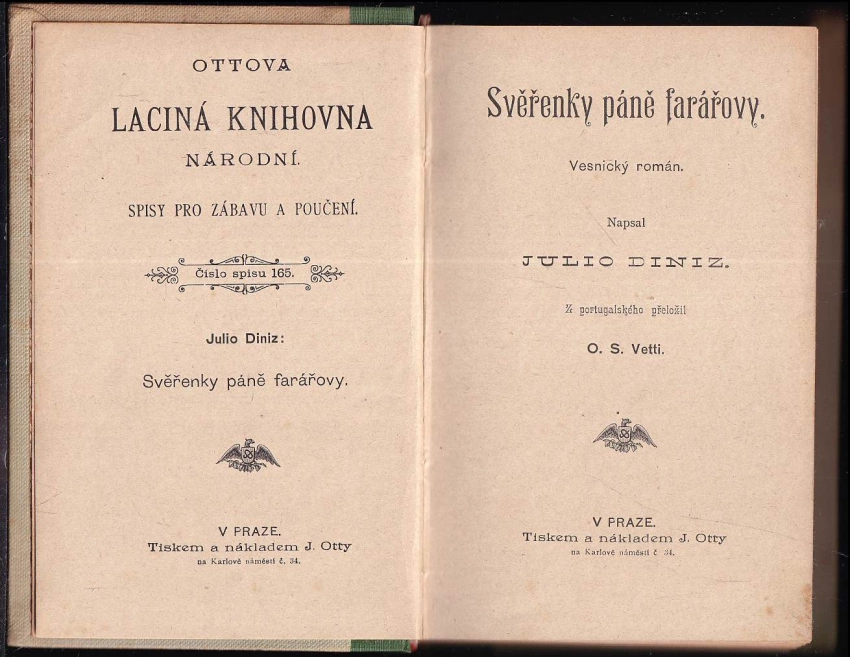 OTTOVA
LACINÁ KNIHOVNA
NÁRODNÍ.
SPISY PRO ZÁBAVU A POUČENÍ.
Číslo spisu 165.
Julio Diniz:
Svěřenky páně farářovy.
V PRAZE.
Tiskem a nákladem J. Otty
na Karlově náměstí č. 34.
Svěřenky páně farářovy.
Vesnický román.
Napsal
JULIO DINIZ.
Z portugalského přeložil
O. S. Vetti.
V PRAZE.
Tiskem a nákladem J. Otty
na Karlově náměstí č. 34.